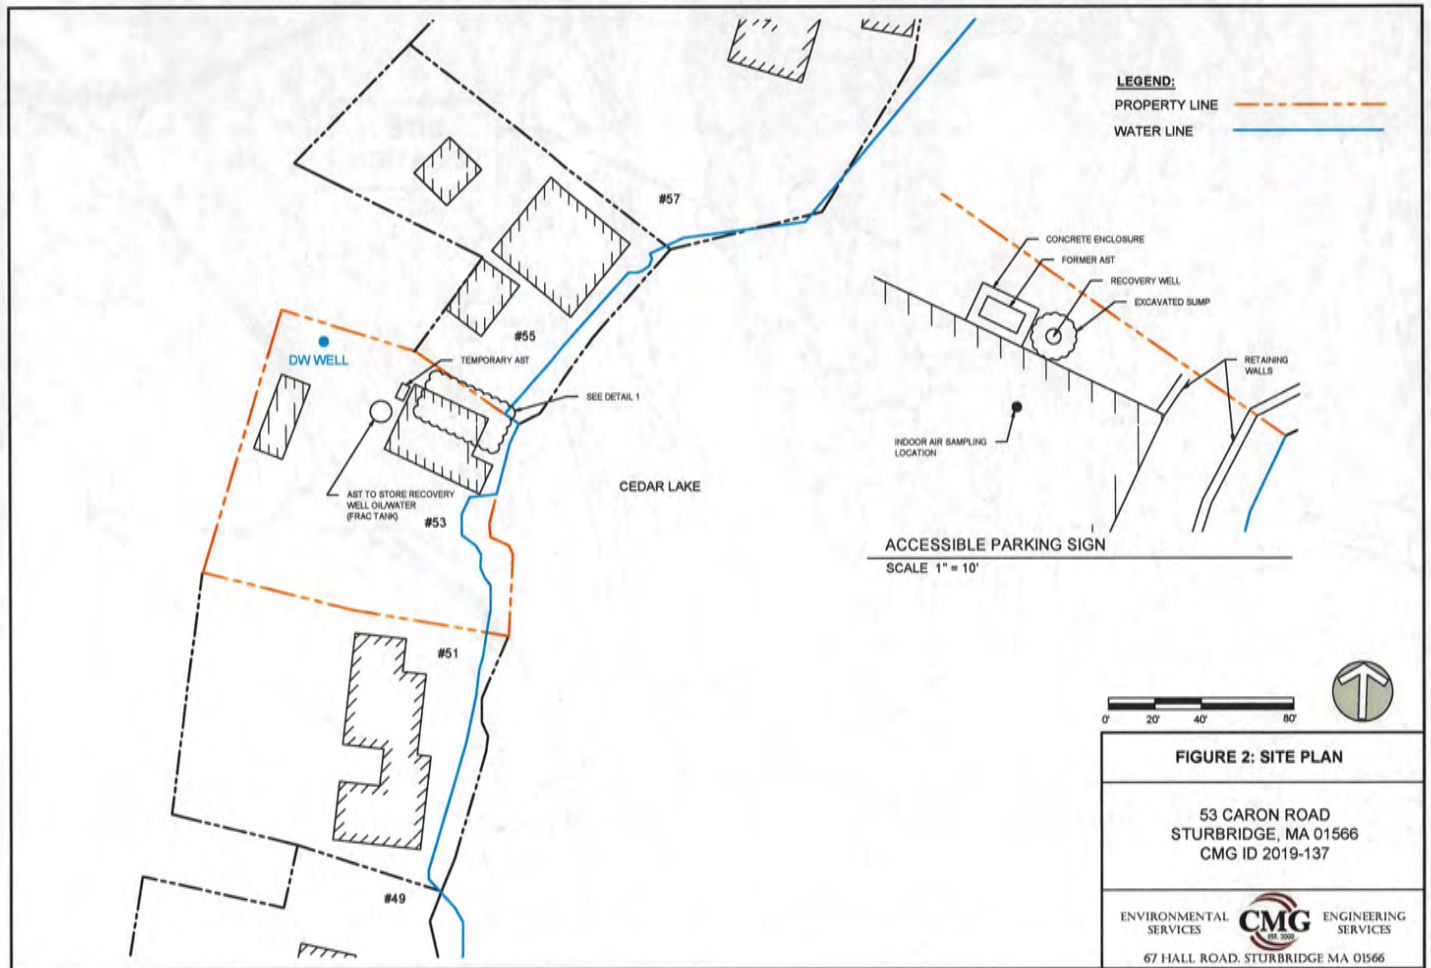 LEGEND:
PROPERTY LINE
WATER LINE
#57
CONCRETE ENCLOSURE
FORMER AST
RECOVERY WELL
EXCAVATED SUMP
#55
DW WELL
TEMPORARY AST
SEE DETAIL 1
RETAINING
WALLS
INDOOR AIR SAMPLING
LOCATION
AST TO STORE RECOVERY
WELL OIL/WATER
(FRAC TANK)
#53
CEDAR LAKE
ACCESSIBLE PARKING SIGN
SCALE 1" = 10'
#51
0' 20' 40' 80'
FIGURE 2: SITE PLAN
53 CARON ROAD
STURBRIDGE, MA 01566
CMG ID 2019-137
#49
ENVIRONMENTAL
SERVICES
CMG
EST. 2002
ENGINEERING
SERVICES
67 HALL ROAD, STURBRIDGE MA 01566